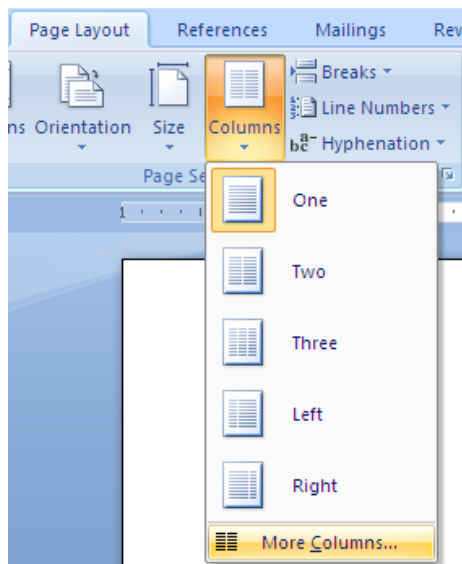 Page Layout References Mailings Rev
Breaks
Line Numbers
ns Orientation Size Columns
Hyphenation
Page Se
1
One
Two
Three
Left
Right
More Columns...